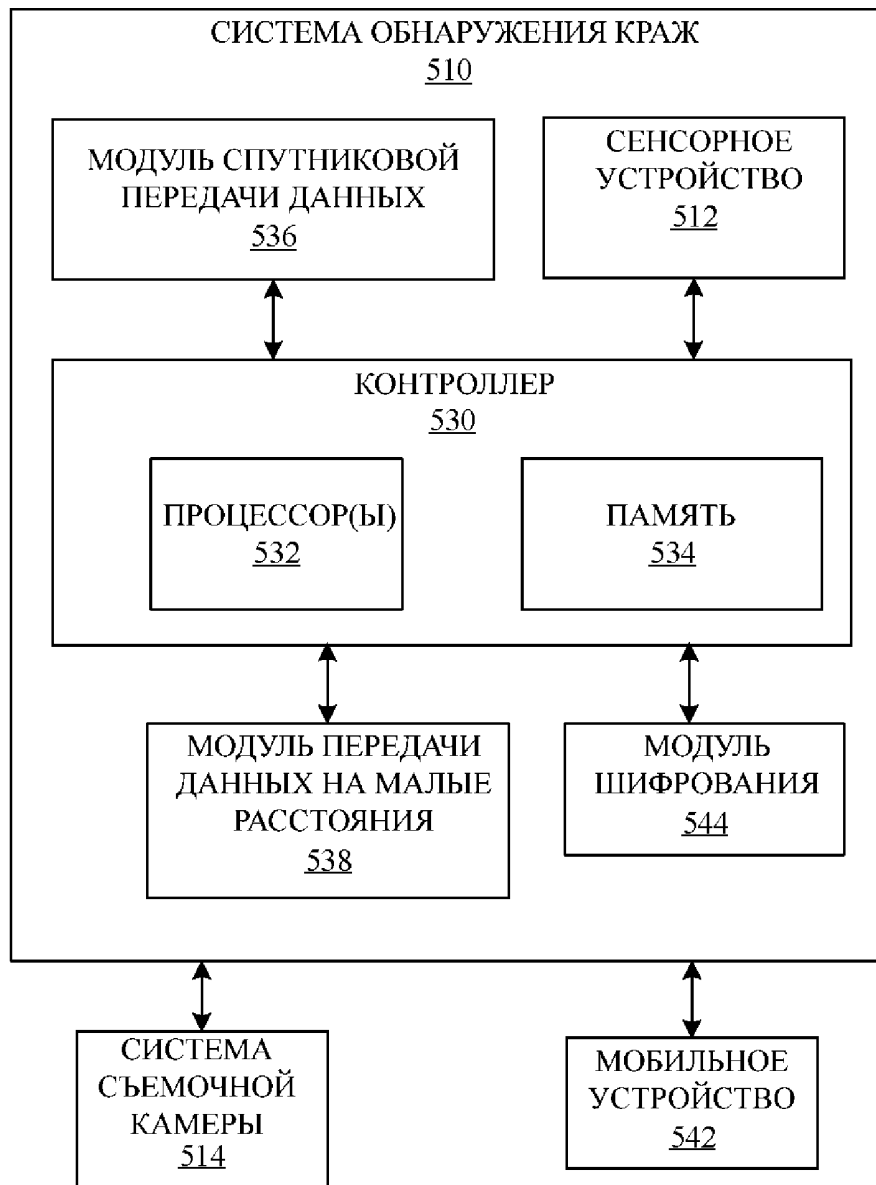 СИСТЕМА ОБНАРУЖЕНИЯ КРАЖ
510
МОДУЛЬ СПУТНИКОВОЙ
ПЕРЕДАЧИ ДАННЫХ
536
СЕНСОРНОЕ
УСТРОЙСТВО
512
КОНТРОЛЛЕР
530
ПРОЦЕССОР(Ы)
532
ПАМЯТЬ
534
МОДУЛЬ ПЕРЕДАЧИ
ДАННЫХ НА МАЛЫЕ
РАССТОЯНИЯ
538
МОДУЛЬ
ШИФРОВАНИЯ
544
СИСТЕМА
СЪЕМОЧНОЙ
КАМЕРЫ
514
МОБИЛЬНОЕ
УСТРОЙСТВО
542